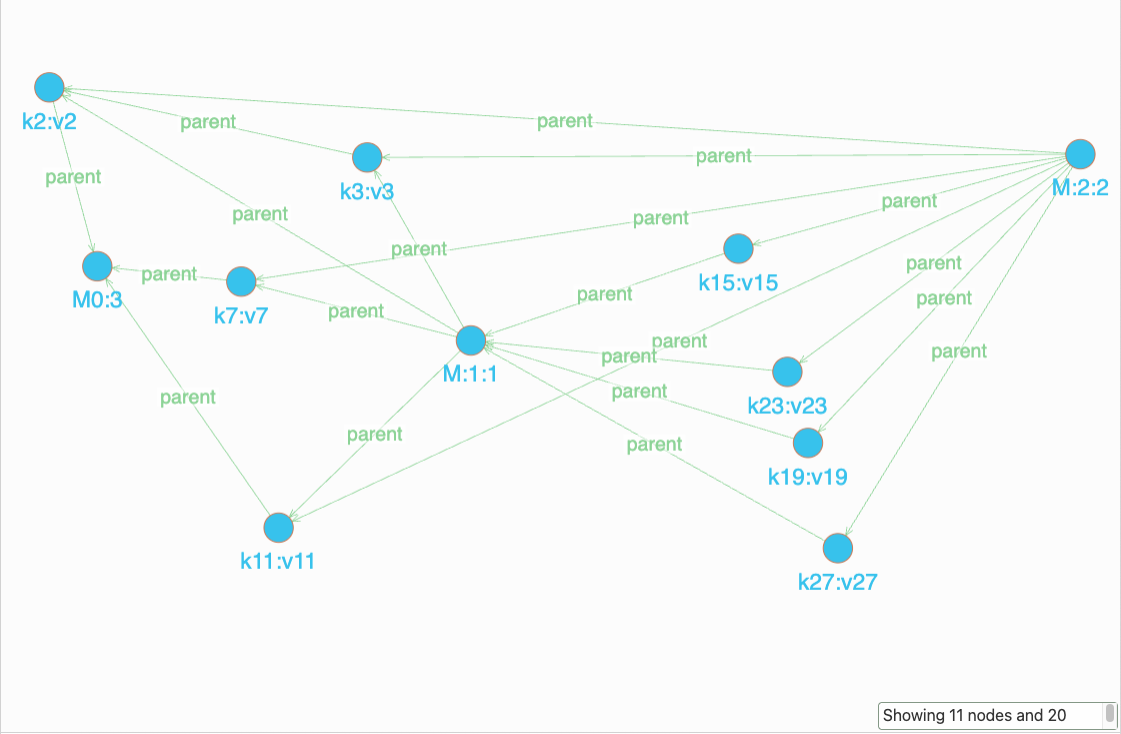 k2:v2
parent
parent
parent
k3:v3
M:2:2
parent
parent
parent
parent
parent
parent
k15:v15
M0:3
parent
k7:v7
parent
parent
parent
parent
parent
parent
M:1:1
k23:v23
parent
parent
parent
parent
k19:v19
parent
k11:v11
k27:v27
Showing 11 nodes and 20